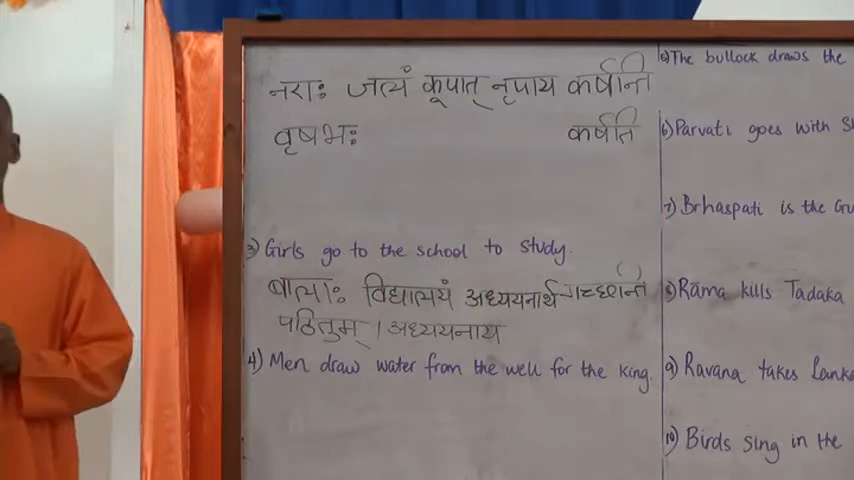 नराः जलं कूपात् नृपाय कर्षन्ति
वृषभः कर्षति
3) Girls go to the school to study.
बालाः विद्यालयं अध्ययनार्थं गच्छन्ति
पठितुम् । अध्ययनाय
4) Men draw water from the well for the king.
5) The bullock draws the
6) Parvati goes with
7) Brhaspati is the
8) Rama kills Tadaka
9) Ravana takes
10) Birds sing in the